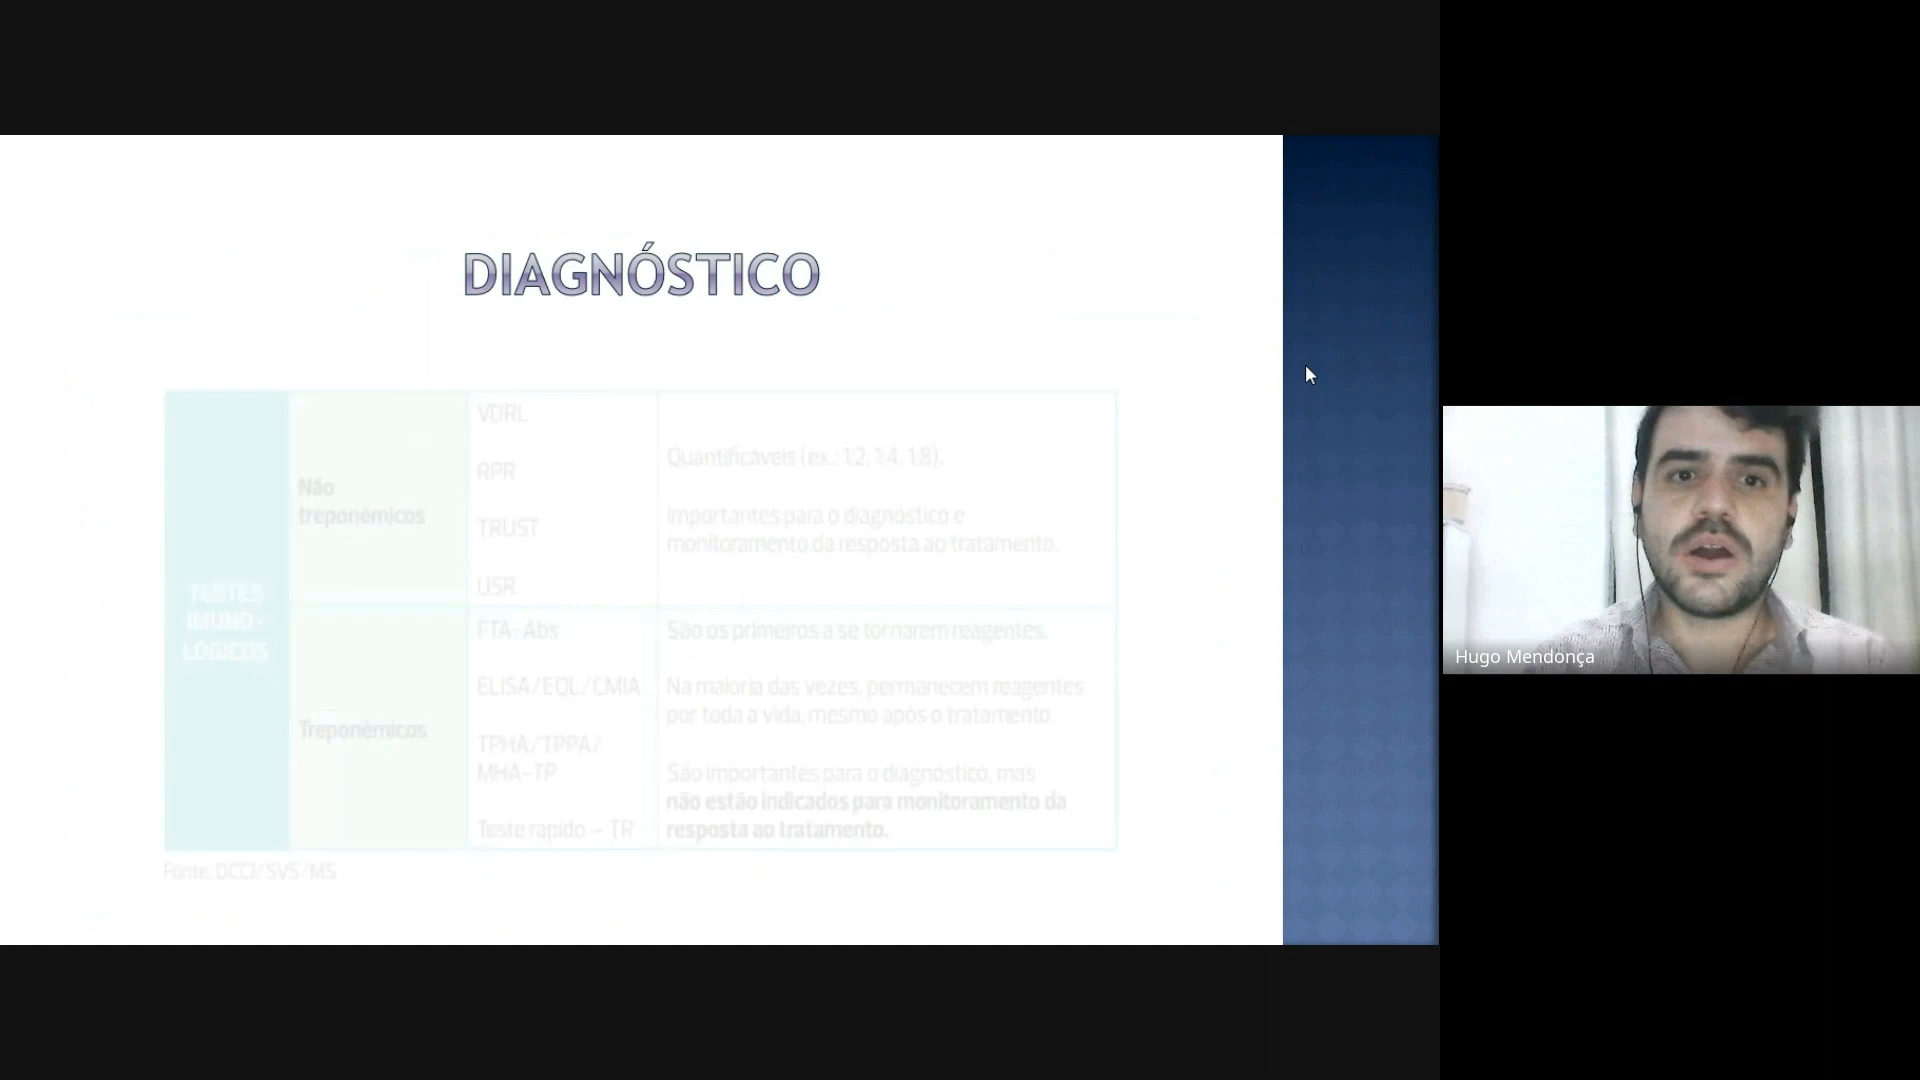 DIAGNÓSTICO
TESTES
IMUNO-
LÓGICOS
Não
treponêmicos
VDRL
RPR
TRUST
USR
Quantificáveis (ex.: 1:2, 1:4, 1:8).
Importantes para o diagnóstico e
monitoramento da resposta ao tratamento.
Treponêmicos
FTA-Abs
ELISA/EQL/CMIA
TPHA/TPPA/
MHA-TP
Teste rápido – TR
São os primeiros a se tornarem reagentes.
Na maioria das vezes, permanecem reagentes
por toda a vida, mesmo após o tratamento.
São importantes para o diagnóstico, mas
não estão indicados para monitoramento da
resposta ao tratamento.
Fonte: DCCI/SVS/MS
Hugo Mendonça